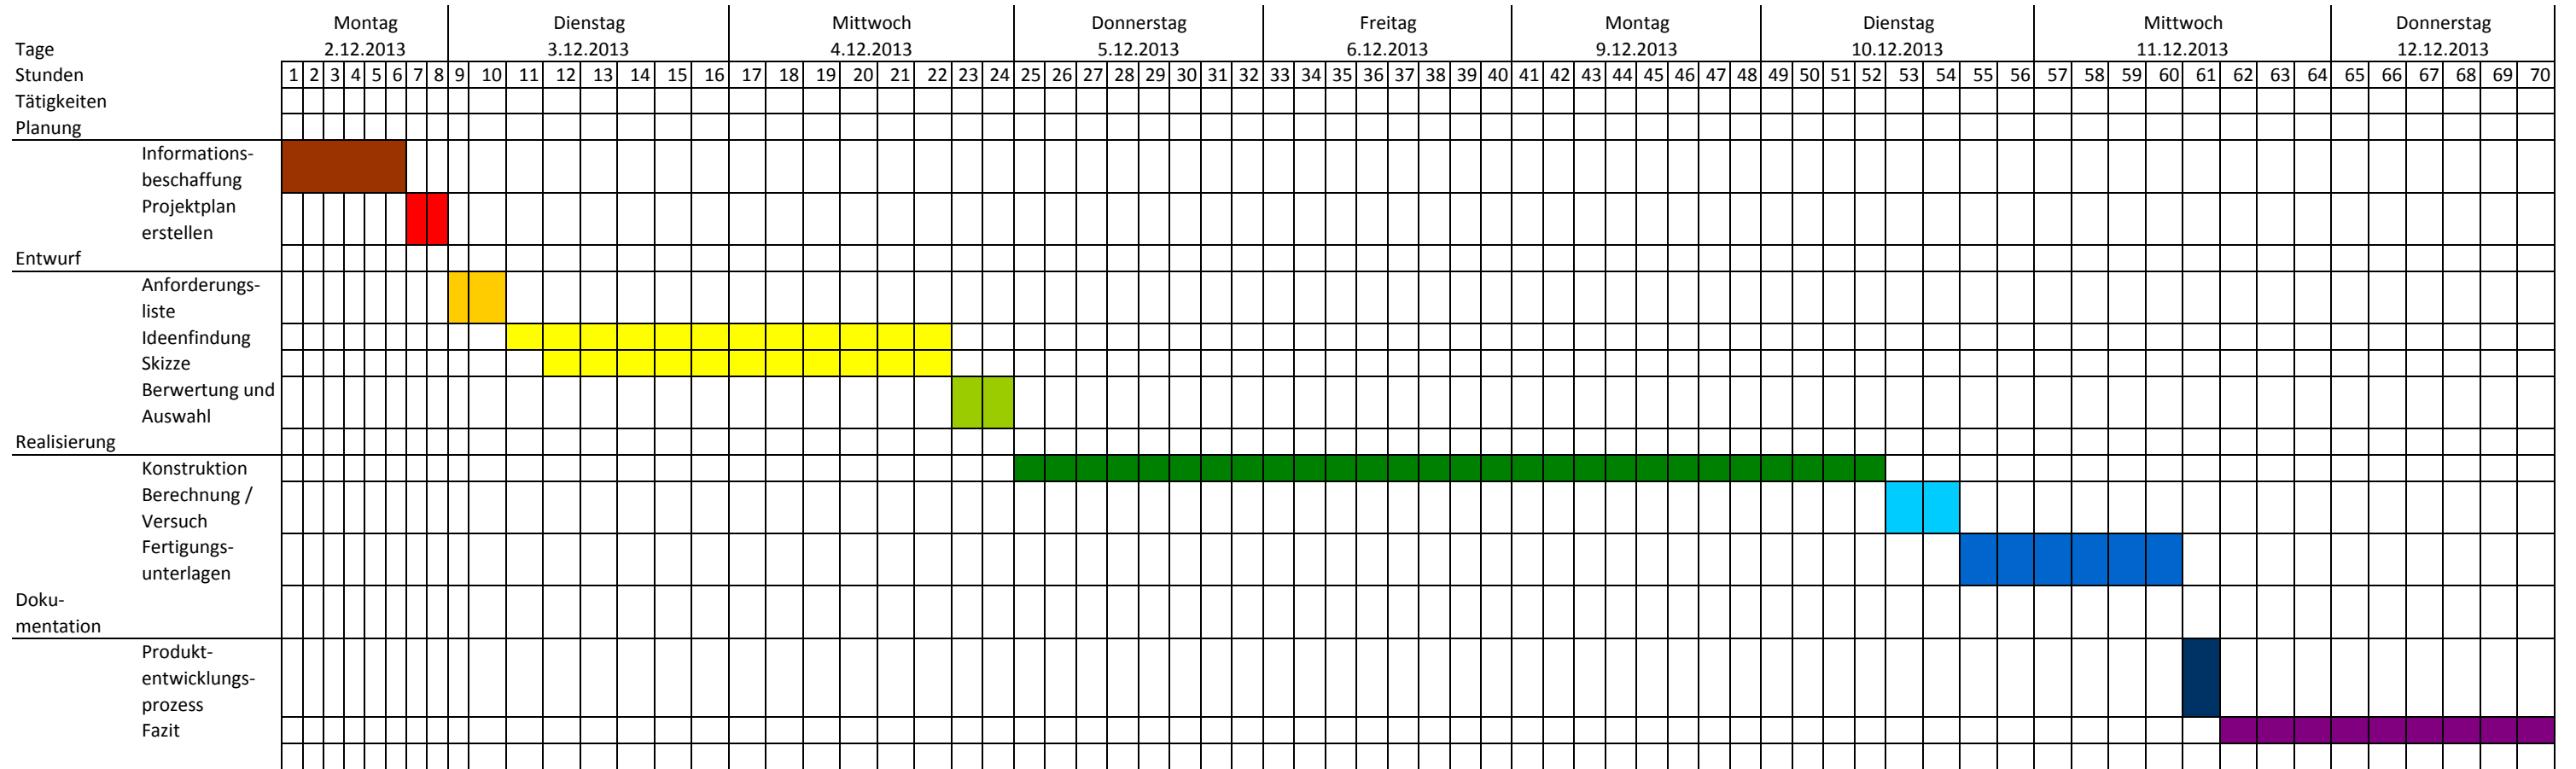 Montag Dienstag Mittwoch Donnerstag Freitag Montag Dienstag Mittwoch Donnerstag
Tage 2.12.2013 3.12.2013 4.12.2013 5.12.2013 6.12.2013 9.12.2013 10.12.2013 11.12.2013 12.12.2013
Stunden 1 2 3 4 5 6 7 8 9 10 11 12 13 14 15 16 17 18 19 20 21 22 23 24 25 26 27 28 29 30 31 32 33 34 35 36 37 38 39 40 41 42 43 44 45 46 47 48 49 50 51 52 53 54 55 56 57 58 59 60 61 62 63 64 65 66 67 68 69 70
Tätigkeiten
Planung
Informations-
beschaffung
Projektplan
erstellen
Entwurf
Anforderungs-
liste
Ideenfindung
Skizze
Berwertung und
Auswahl
Realisierung
Konstruktion
Berechnung /
Versuch
Fertigungs-
unterlagen
Doku-
mentation
Produkt-
entwicklungs-
prozess
Fazit